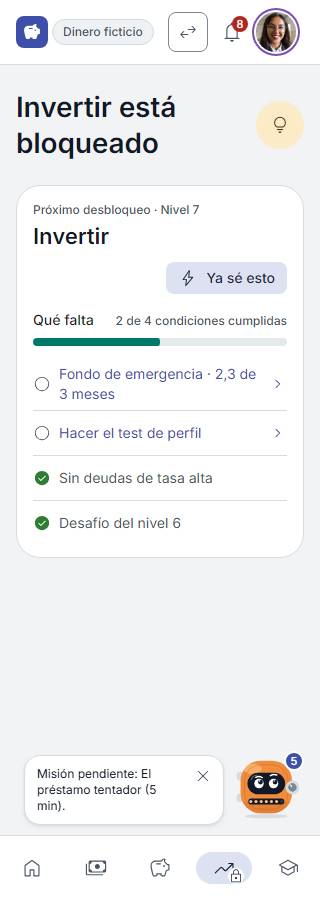 Dinero ficticio
8
Invertir está
bloqueado
Próximo desbloqueo · Nivel 7
Invertir
Ya sé esto
Qué falta 2 de 4 condiciones cumplidas
Fondo de emergencia · 2,3 de
3 meses
Hacer el test de perfil
Sin deudas de tasa alta
Desafío del nivel 6
Misión pendiente: El
préstamo tentador (5
min).
5